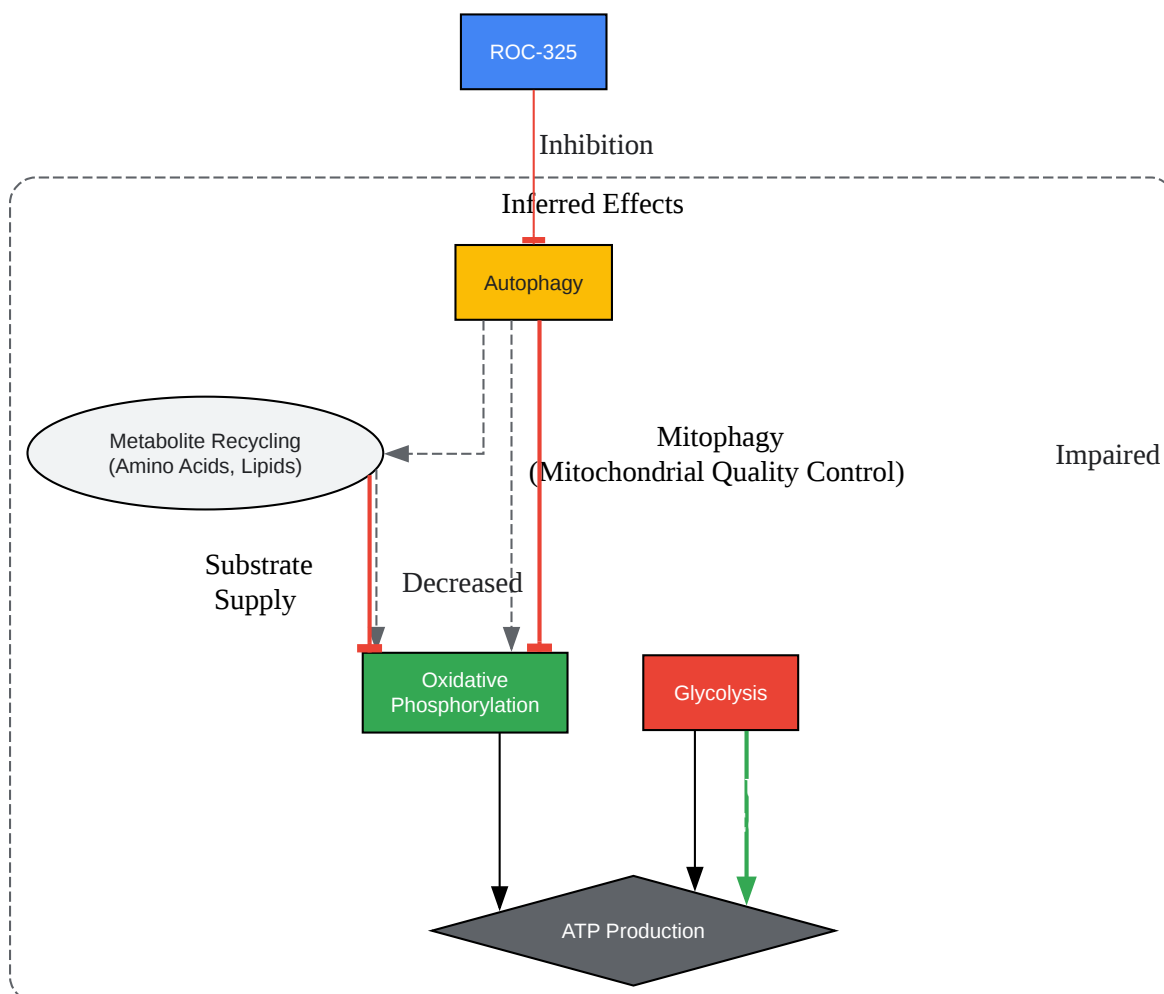 ROC-325
Inhibition
Inferred Effects
Autophagy
Metabolite Recycling
(Amino Acids, Lipids)
Mitophagy
(Mitochondrial Quality Control)
Impaired
Substrate
Supply
Decreased
Oxidative
Phosphorylation
Glycolysis
ATP Production